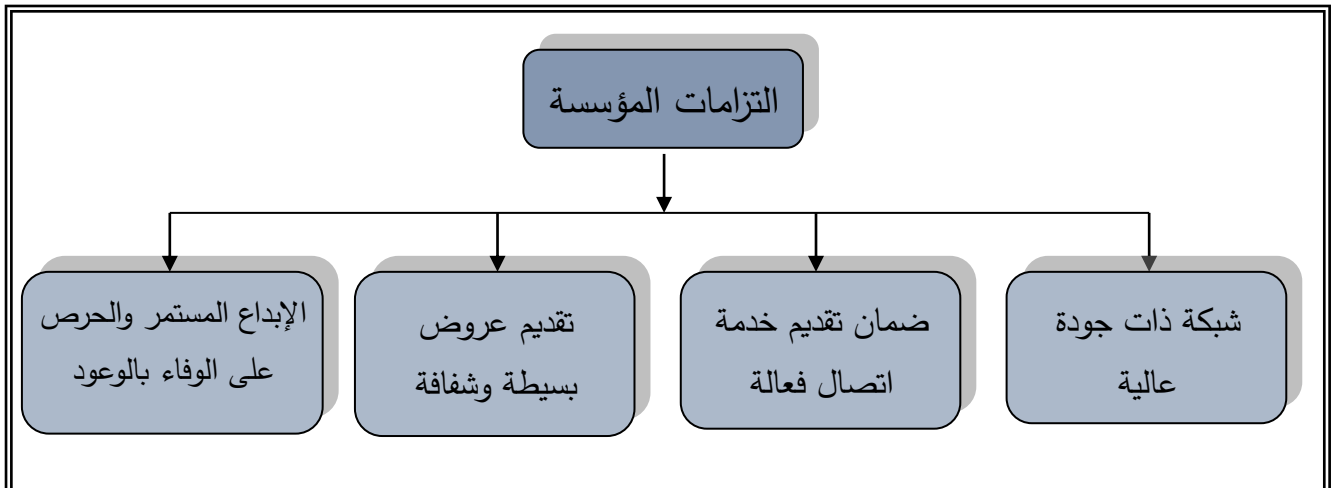 التزامات المؤسسة
شبكة ذات جودة
عالية
ضمان تقديم خدمة
اتصال فعالة
تقديم عروض
بسيطة وشفافة
الإبداع المستمر والحرص
على الوفاء بالوعود